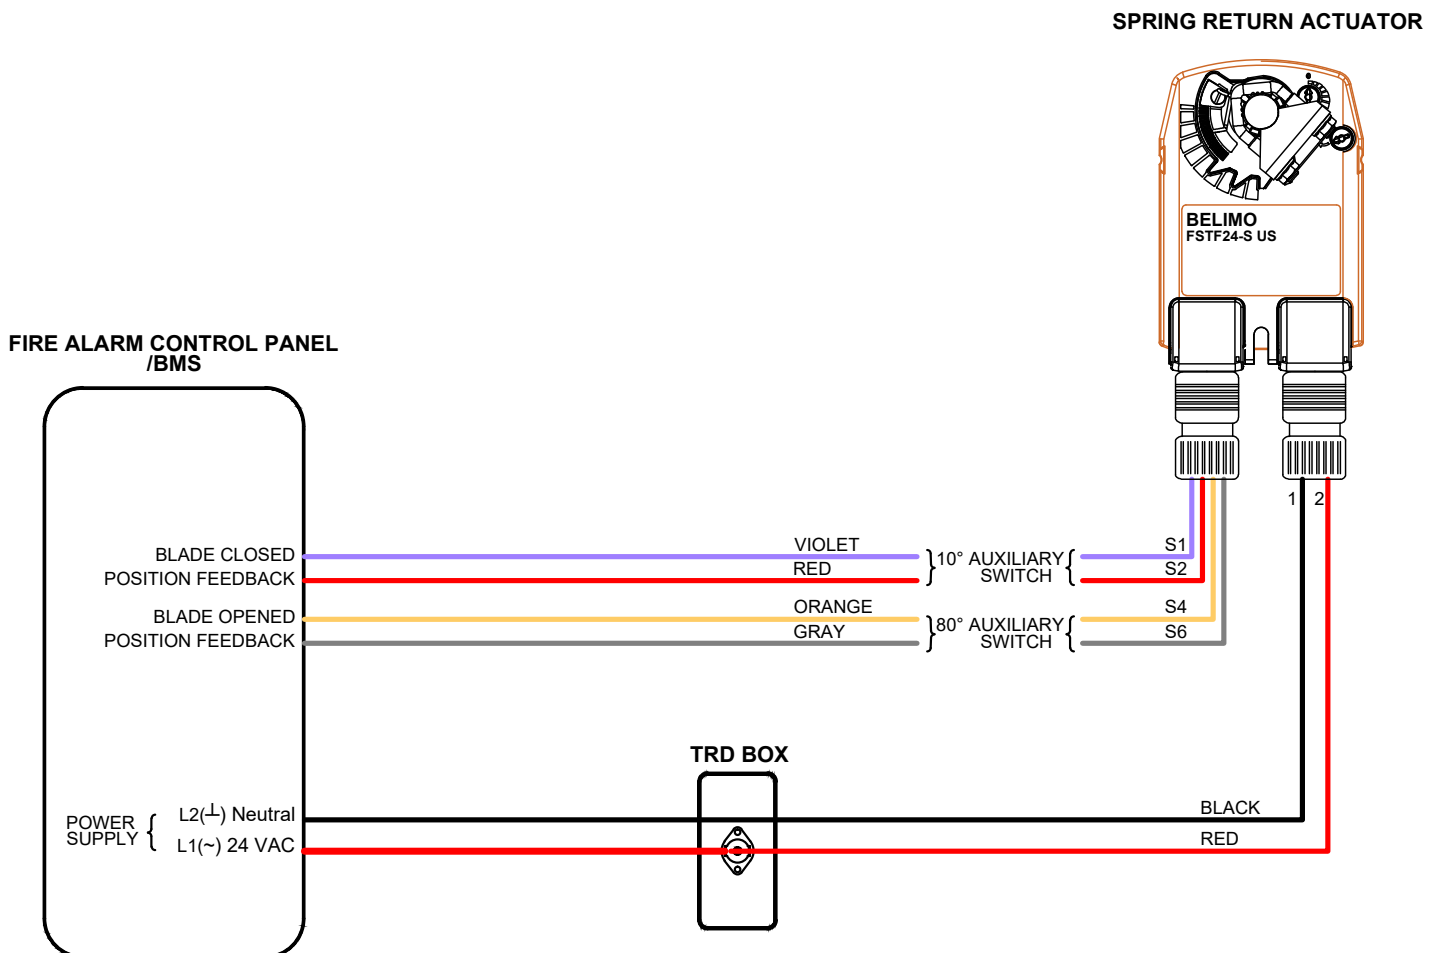 SPRING RETURN ACTUATOR
BELIMO
FSTF24-S US
FIRE ALARM CONTROL PANEL
/BMS
1 2
BLADE CLOSED VIOLET 10° AUXILIARY S1
POSITION FEEDBACK RED SWITCH S2
BLADE OPENED ORANGE 80° AUXILIARY S4
POSITION FEEDBACK GRAY SWITCH S6
TRD BOX
POWER
SUPPLY
L2(┴) Neutral BLACK
L1(~) 24 VAC RED